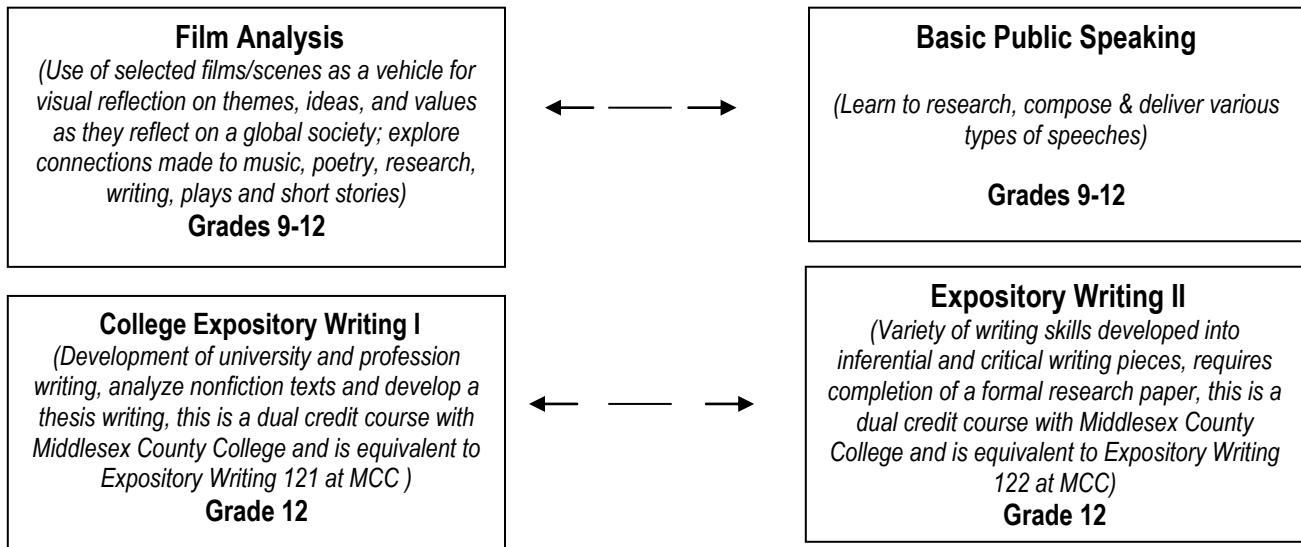 Film Analysis
(Use of selected films/scenes as a vehicle for
visual reflection on themes, ideas, and values
as they reflect on a global society; explore
connections made to music, poetry, research,
writing, plays and short stories)
Grades 9-12
Basic Public Speaking
(Learn to research, compose & deliver various
types of speeches)
Grades 9-12
College Expository Writing I
(Development of university and profession
writing, analyze nonfiction texts and develop a
thesis writing, this is a dual credit course with
Middlesex County College and is equivalent to
Expository Writing 121 at MCC )
Grade 12
Expository Writing II
(Variety of writing skills developed into
inferential and critical writing pieces, requires
completion of a formal research paper, this is a
dual credit course with Middlesex County
College and is equivalent to Expository Writing
122 at MCC)
Grade 12